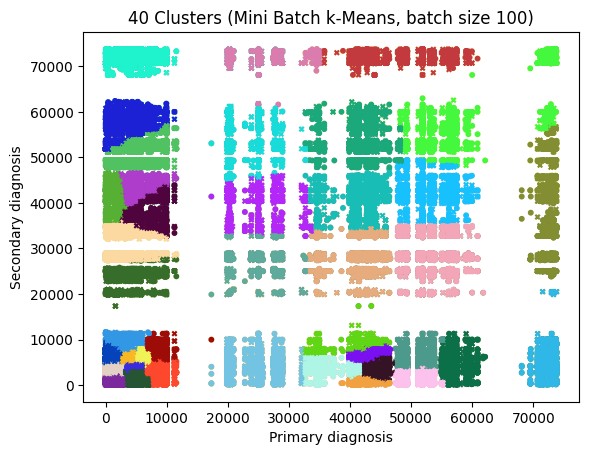 40 Clusters (Mini Batch k-Means, batch size 100)
Secondary diagnosis
70000
60000
50000
40000
30000
20000
10000
0
0 10000 20000 30000 40000 50000 60000 70000
Primary diagnosis